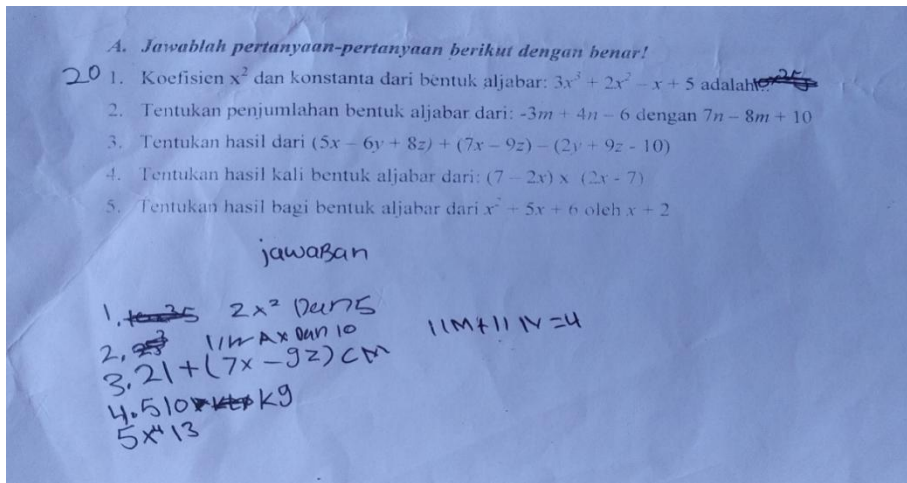 A. Jawablah pertanyaan-pertanyaan berikut dengan benar!
20 1. Koefisien x² dan konstanta dari bentuk aljabar: 3x³ + 2x² – x + 5 adalah
2. Tentukan penjumlahan bentuk aljabar dari: -3m + 4n – 6 dengan 7n – 8m + 10
3. Tentukan hasil dari (5x – 6y + 8z) + (7x – 9z) – (2y + 9z - 10)
4. Tentukan hasil kali bentuk aljabar dari: (7 – 2x) x (2x - 7)
5. Tentukan hasil bagi bentuk aljabar dari x² + 5x + 6 oleh x + 2
jawaBan
1. 2x² Dan 5
2. Dan 10 11M+11N=4
3. 21+(7x–9z) cM
4. 510 kg
5 13